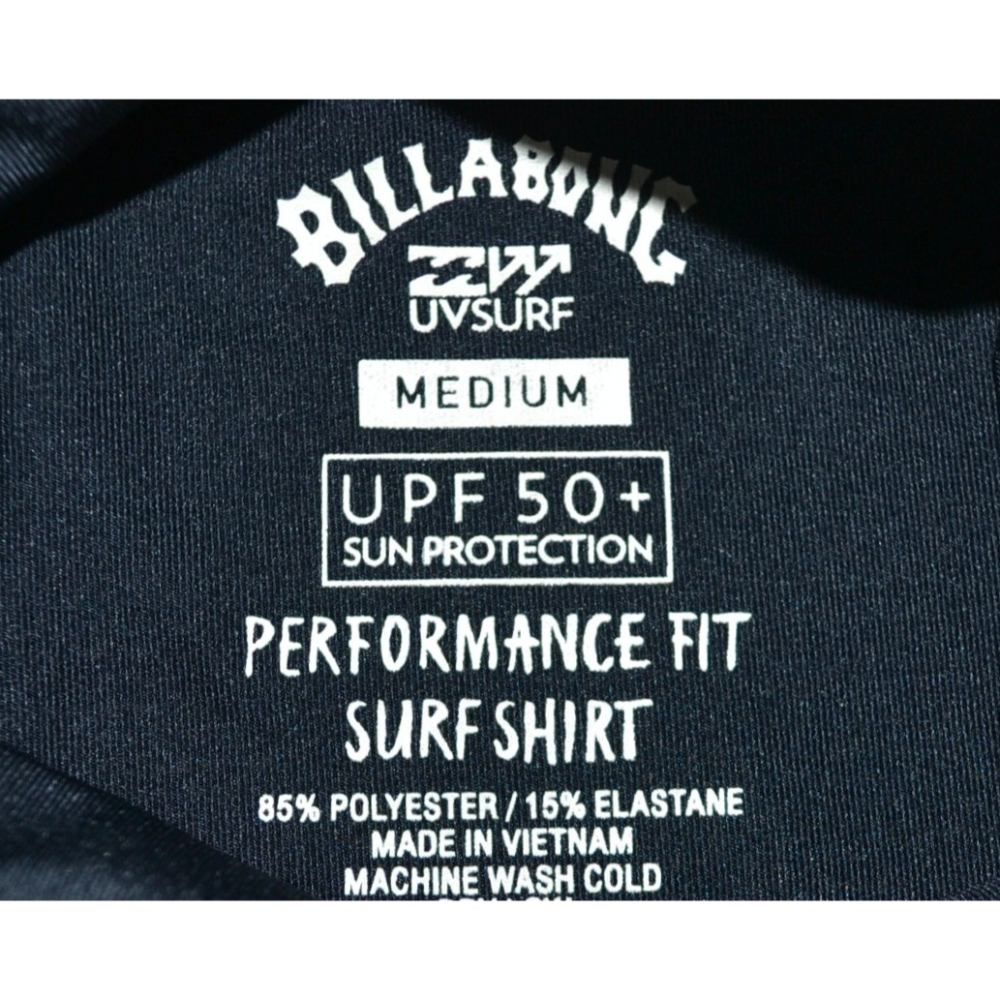 BILLABONG
UVSURF
MEDIUM
UPF 50+
SUN PROTECTION
PERFORMANCE FIT
SURF SHIRT
85% POLYESTER / 15% ELASTANE
MADE IN VIETNAM
MACHINE WASH COLD